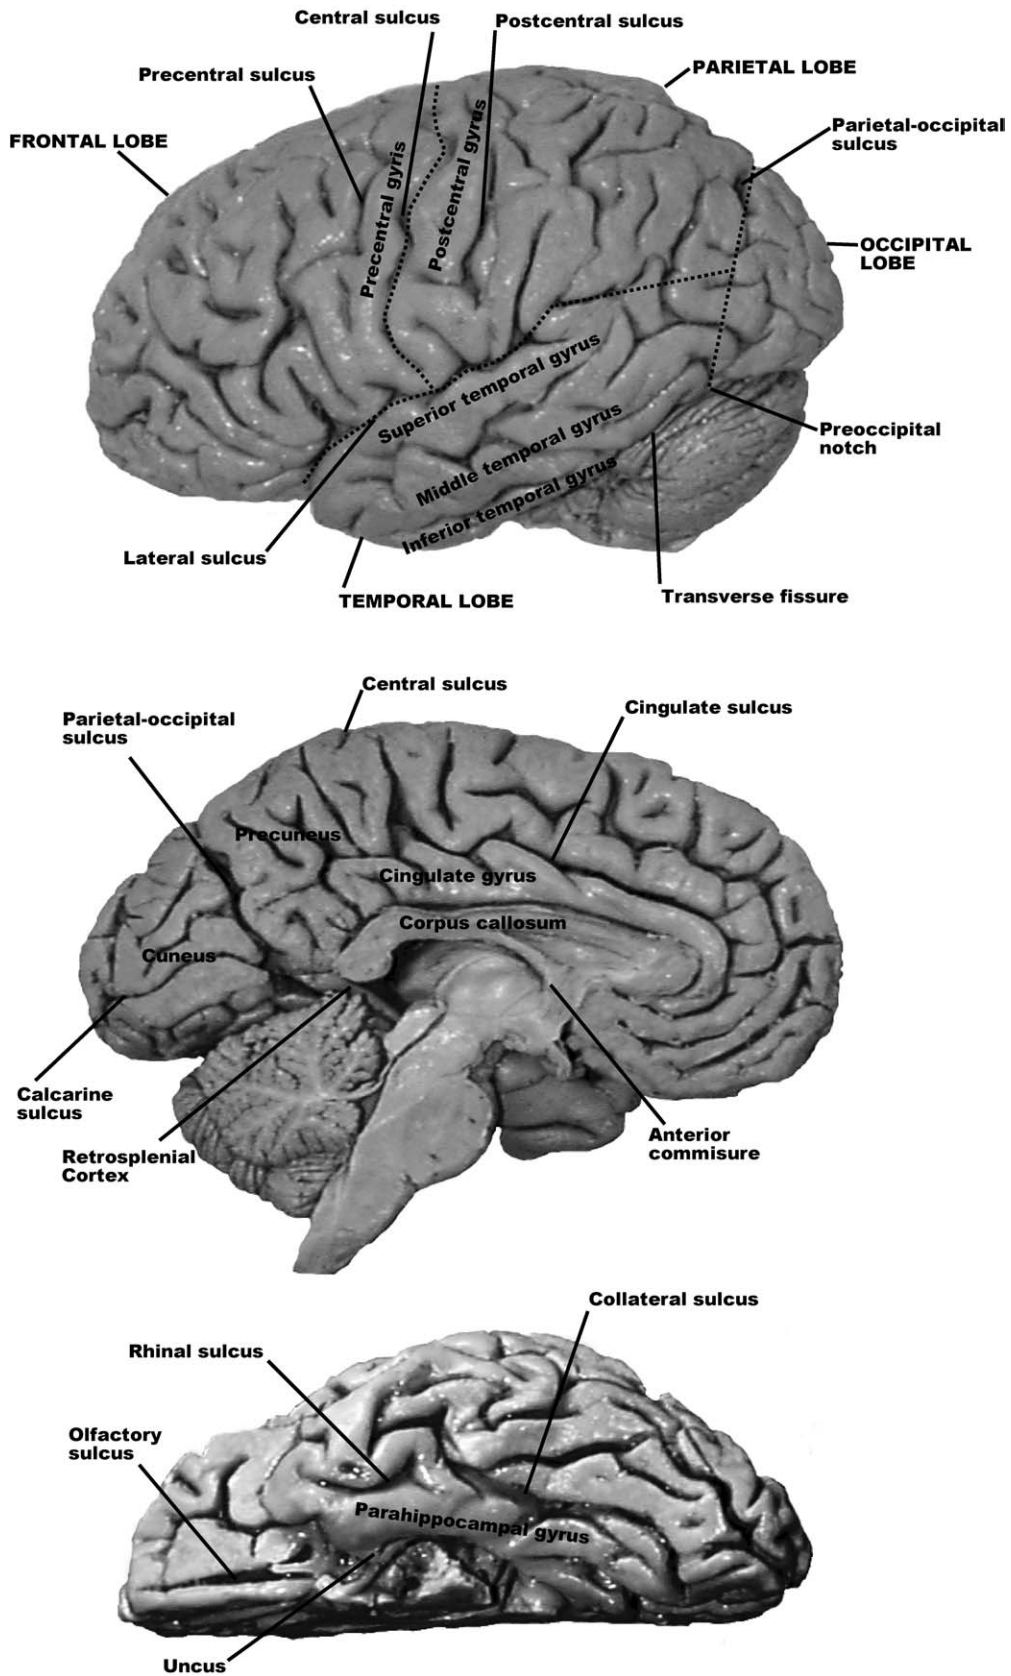 Central sulcus
Postcentral sulcus
Precentral sulcus
PARIETAL LOBE
FRONTAL LOBE
Parietal-occipital
sulcus
Precentral gyris
Postcentral gyrus
OCCIPITAL
LOBE
Superior temporal gyrus
Middle temporal gyrus
Inferior temporal gyrus
Preoccipital
notch
Lateral sulcus
TEMPORAL LOBE
Transverse fissure
Central sulcus
Cingulate sulcus
Parietal-occipital
sulcus
Precuneus
Cingulate gyrus
Corpus callosum
Cuneus
Calcarine
sulcus
Retrosplenial
Cortex
Anterior
commisure
Collateral sulcus
Rhinal sulcus
Olfactory
sulcus
Parahippocampal gyrus
Uncus